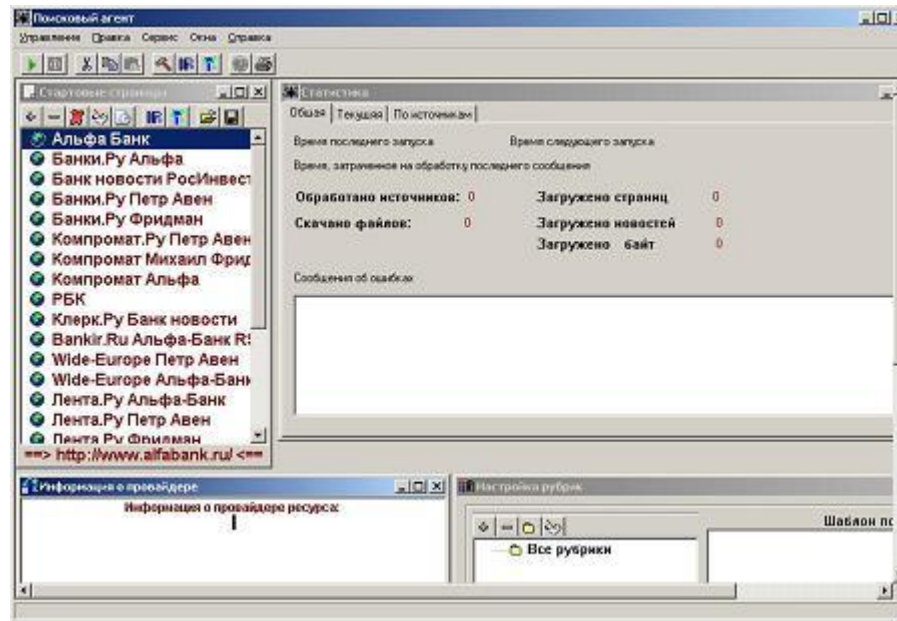 Поисковый агент
Управление Правка Сервис Окна Справка
Стартовые страницы
Альфа Банк
Банки.Ру Альфа
Банк новости РосИнвест
Банки.Ру Петр Авен
Банки.Ру Фридман
Компромат.Ру Петр Авен
Компромат Михаил Фрид
Компромат Альфа
РБК
Клерк.Ру Банк новости
Bankir.Ru Альфа-Банк RS
Wide-Europe Петр Авен
Wide-Europe Альфа-Банк
Лента.Ру Альфа-Банк
Лента.Ру Петр Авен
Лента.Ру Фридман
==> http://www.alfabank.ru/ <==
Статистика
Общая Текущая По источникам
Время последнего запуска Время следующего запуска
Время, затраченное на обработку последнего сообщения
Обработано источников: 0 Загружено страниц 0
Скачано файлов: 0 Загружено новостей 0
Загружено байт 0
Сообщения об ошибках
Информация о провайдере
Информация о провайдере ресурса:
Настройка рубрик
Шаблон по
Все рубрики